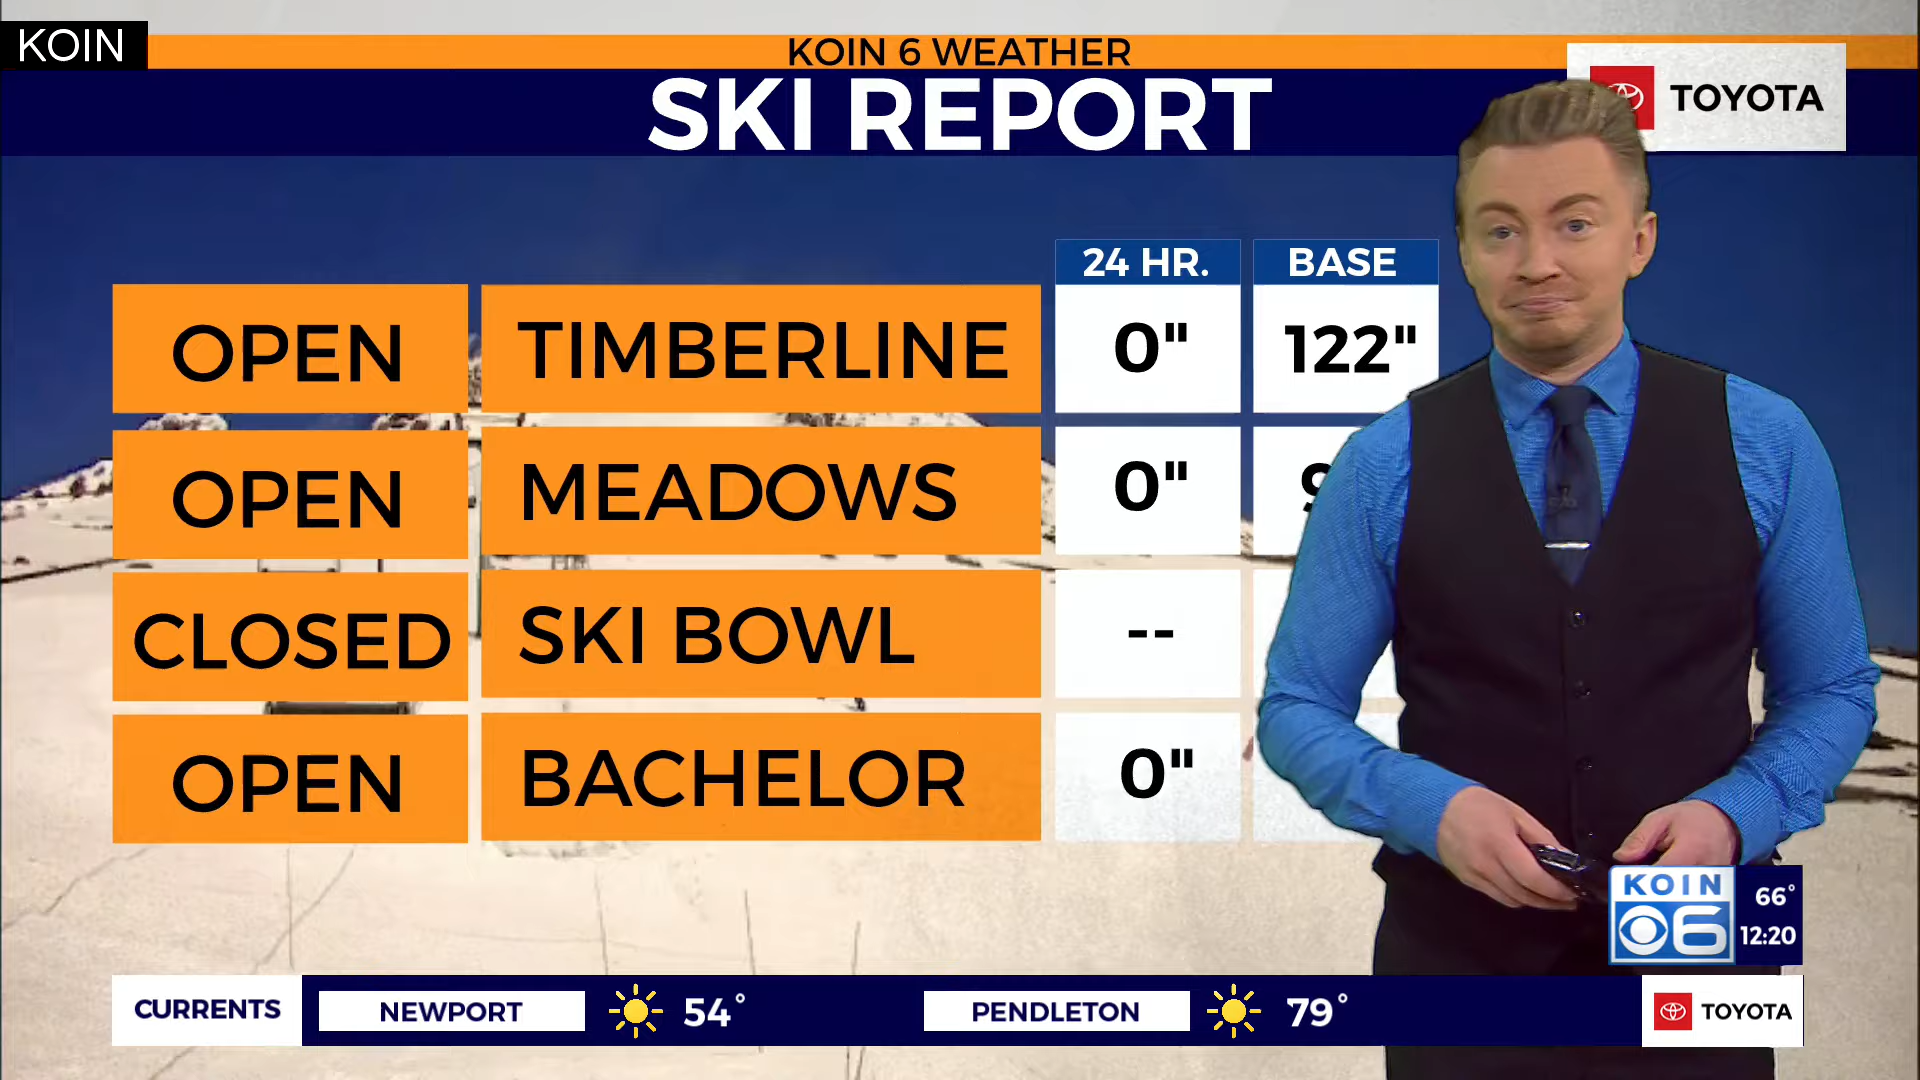 KOIN
KOIN 6 WEATHER
SKI REPORT
TOYOTA
24 HR. BASE
OPEN TIMBERLINE 0" 122"
OPEN MEADOWS 0"
CLOSED SKI BOWL --
OPEN BACHELOR 0"
KOIN
6
66°
12:20
CURRENTS NEWPORT 54° PENDLETON 79° TOYOTA